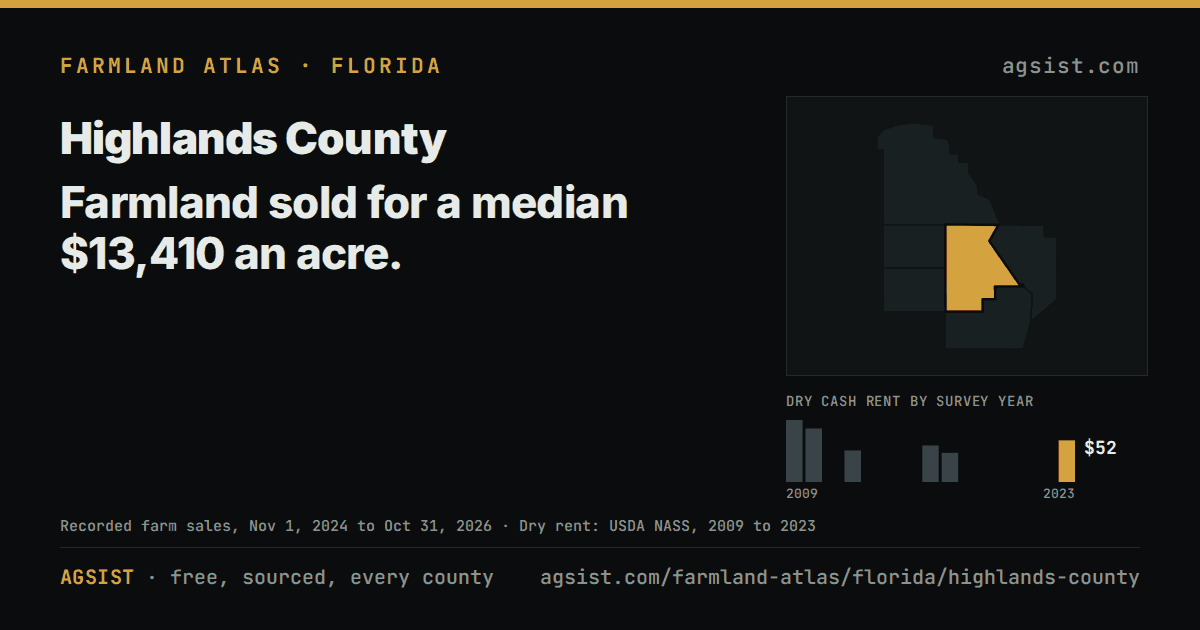 FARMLAND ATLAS · FLORIDA
agsist.com
Highlands County
Farmland sold for a median
$13,410 an acre.
DRY CASH RENT BY SURVEY YEAR
$52
2009
2023
Recorded farm sales, Nov 1, 2024 to Oct 31, 2026 · Dry rent: USDA NASS, 2009 to 2023
AGSIST · free, sourced, every county
agsist.com/farmland-atlas/florida/highlands-county